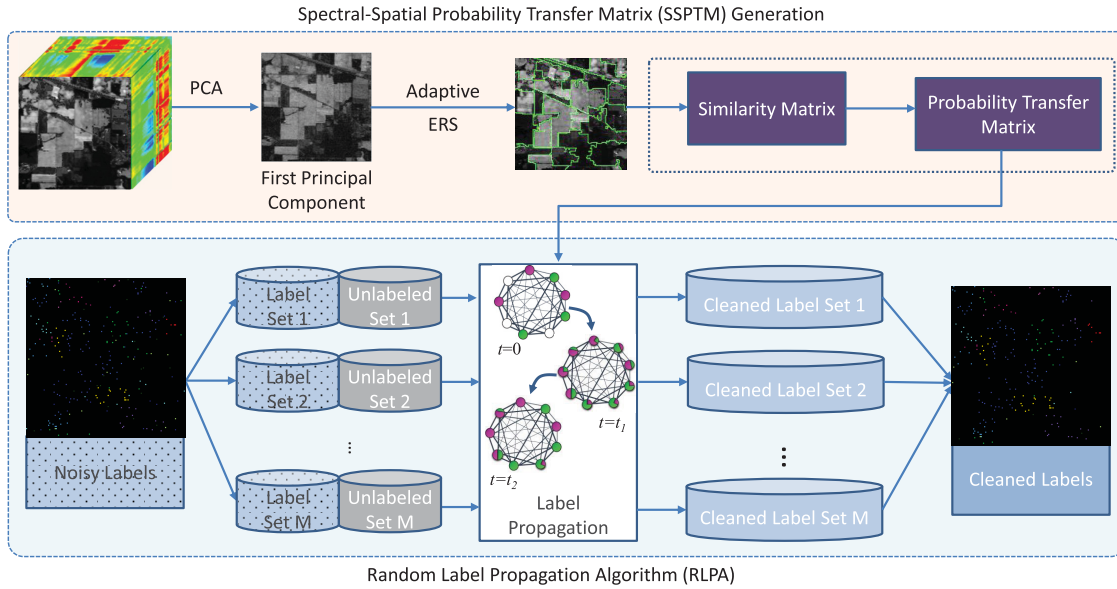 Spectral-Spatial Probability Transfer Matrix (SSPTM) Generation
PCA
First Principal
Component
Adaptive
ERS
Similarity Matrix
Probability Transfer
Matrix
Noisy Labels
Label
Set 1
Unlabeled
Set 1
Label
Set 2
Unlabeled
Set 2
...
Label
Set M
Unlabeled
Set M
t=0
t=t1
t=t2
Label
Propagation
Cleaned Label Set 1
Cleaned Label Set 2
...
Cleaned Label Set M
Cleaned Labels
Random Label Propagation Algorithm (RLPA)